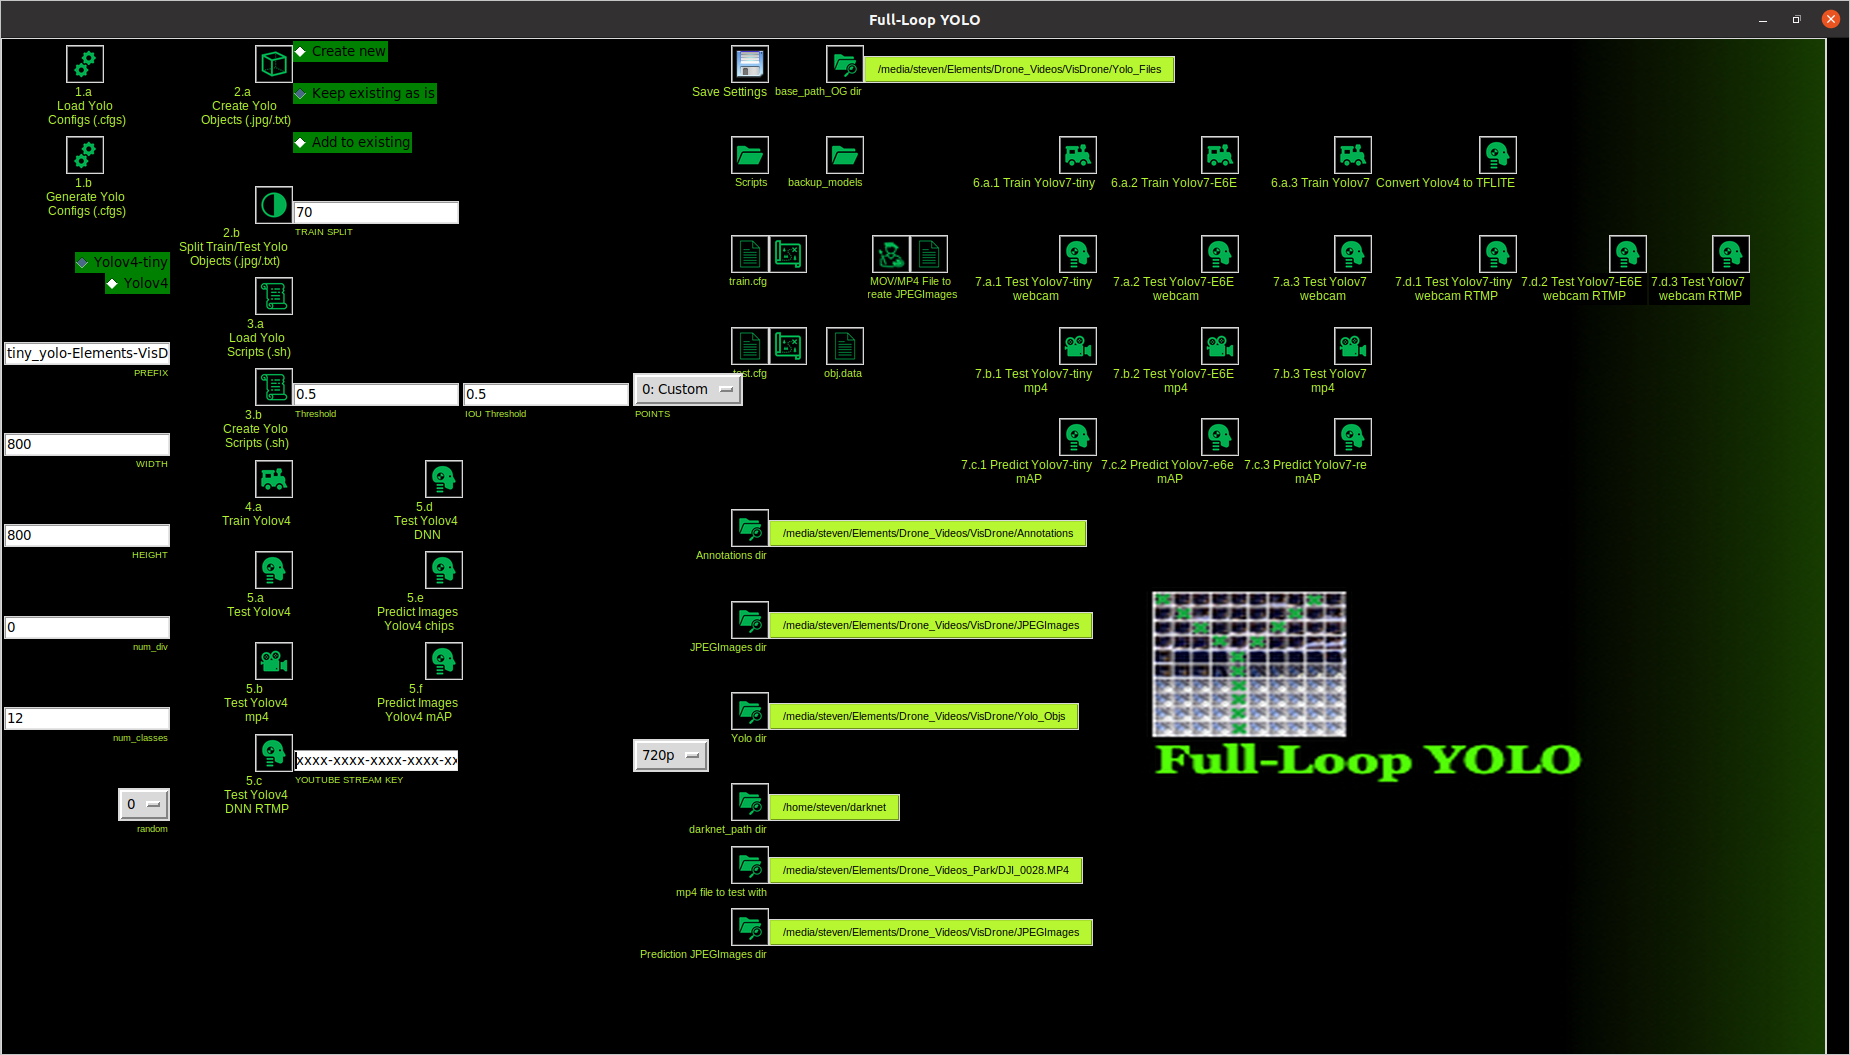 Full-Loop YOLO
1.a
Load Yolo
Configs (.cfgs)
1.b
Generate Yolo
Configs (.cfgs)
Yolov4-tiny
Yolov4
tiny_yolo-Elements-VisD
PREFIX
800
WIDTH
800
HEIGHT
0
num_div
12
num_classes
0
random
2.a
Create Yolo
Objects (.jpg/.txt)
Create new
Keep existing as is
Add to existing
2.b
Split Train/Test Yolo
Objects (.jpg/txt)
70
TRAIN SPLIT
3.a
Load Yolo
Scripts (.sh)
3.b
Create Yolo
Scripts (.sh)
0.5
Threshold
0.5
IOU Threshold
0: Custom
POINTS
4.a
Train Yolov4
5.d
Test Yolov4
DNN
5.a
Test Yolov4
5.e
Predict Images
Yolov4 chips
5.b
Test Yolov4
mp4
5.f
Predict Images
Yolov4 mAP
5.c
Test Yolov4
DNN RTMP
xxxx-xxxx-xxxx-xxxx-xx
YOUTUBE STREAM KEY
720p
Save Settings
base_path_OG dir
/media/steven/Elements/Drone_Videos/VisDrone/Yolo_Files
Scripts
backup_models
6.a.1 Train Yolov7-tiny
6.a.2 Train Yolov7-E6E
6.a.3 Train Yolov7
Convert Yolov4 to TFLITE
train.cfg
MOV/MP4 File to
reate JPEGImages
7.a.1 Test Yolov7-tiny
webcam
7.a.2 Test Yolov7-E6E
webcam
7.a.3 Test Yolov7
webcam
7.d.1 Test Yolov7-tiny
webcam RTMP
7.d.2 Test Yolov7-E6E
webcam RTMP
7.d.3 Test Yolov7
webcam RTMP
test.cfg
obj.data
7.b.1 Test Yolov7-tiny
mp4
7.b.2 Test Yolov7-E6E
mp4
7.b.3 Test Yolov7
mp4
7.c.1 Predict Yolov7-tiny
mAP
7.c.2 Predict Yolov7-e6e
mAP
7.c.3 Predict Yolov7-re
mAP
/media/steven/Elements/Drone_Videos/VisDrone/Annotations
Annotations dir
/media/steven/Elements/Drone_Videos/VisDrone/JPEGImages
JPEGImages dir
/media/steven/Elements/Drone_Videos/VisDrone/Yolo_Objs
Yolo dir
/home/steven/darknet
darknet_path dir
/media/steven/Elements/Drone_Videos_Park/DJI_0028.MP4
mp4 file to test with
/media/steven/Elements/Drone_Videos/VisDrone/JPEGImages
Prediction JPEGImages dir
Full-Loop YOLO